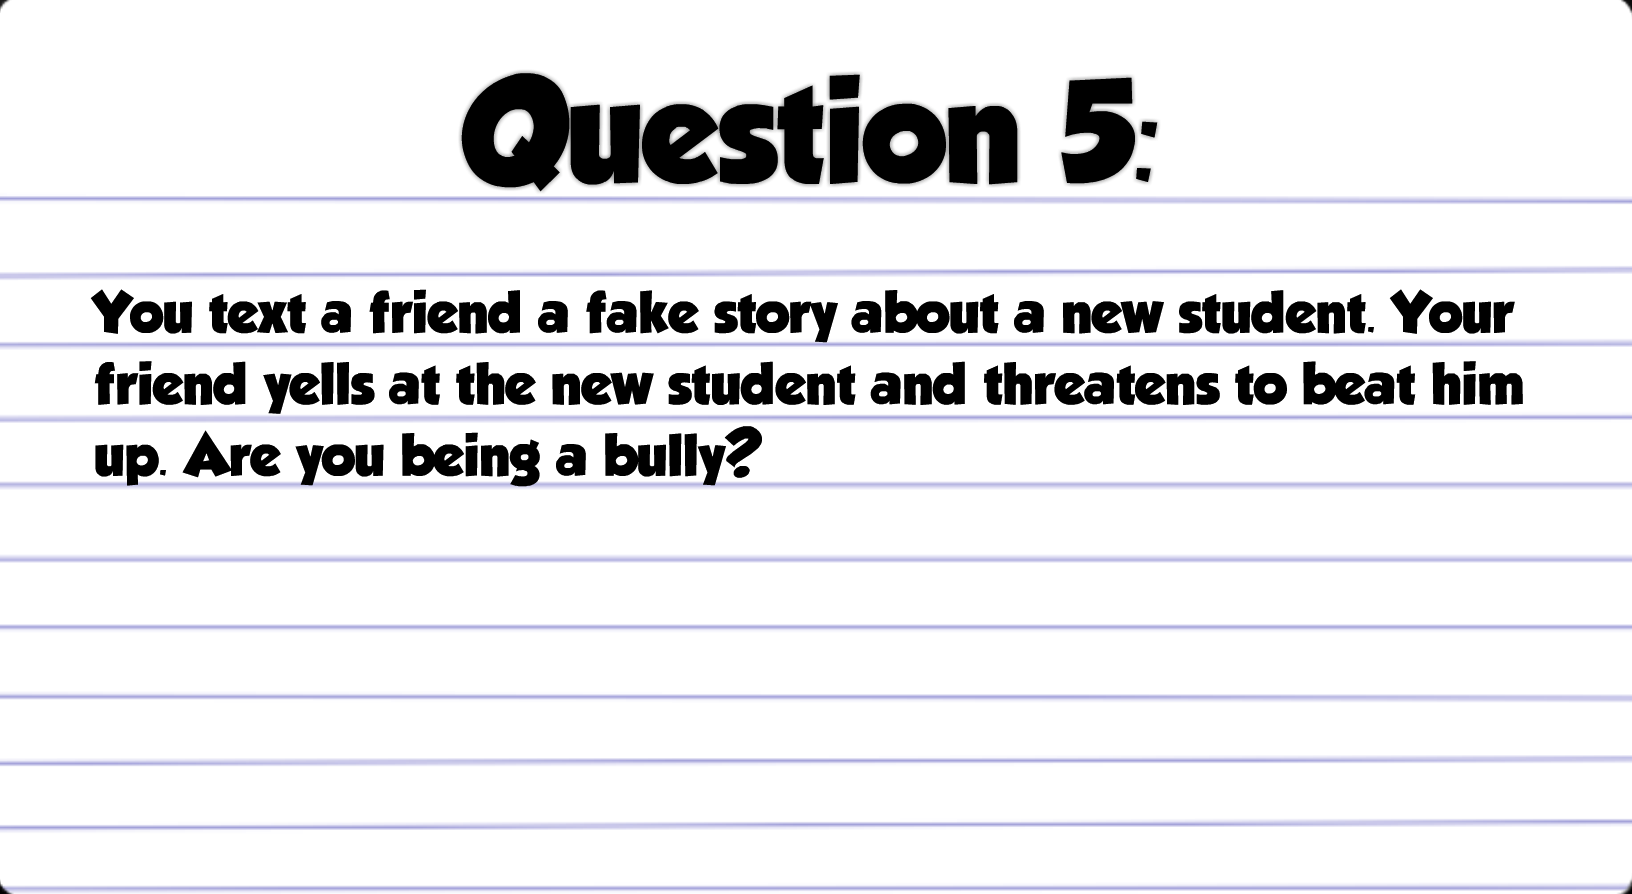 Question 5:
You text a friend a fake story about a new student. Your
friend yells at the new student and threatens to beat him
up. Are you being a bully?